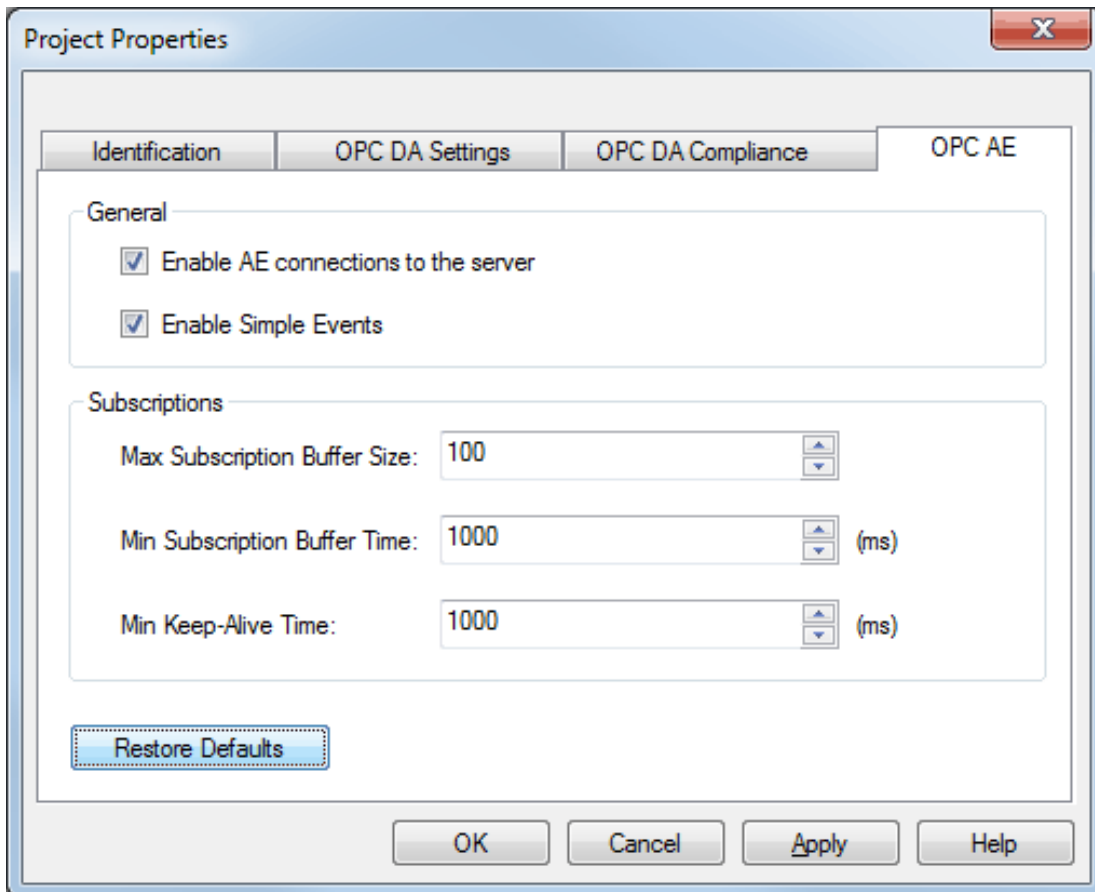 Project Properties
Identification OPC DA Settings OPC DA Compliance OPC AE
General
Enable AE connections to the server
Enable Simple Events
Subscriptions
Max Subscription Buffer Size: 100
Min Subscription Buffer Time: 1000 (ms)
Min Keep-Alive Time: 1000 (ms)
Restore Defaults
OK Cancel Apply Help